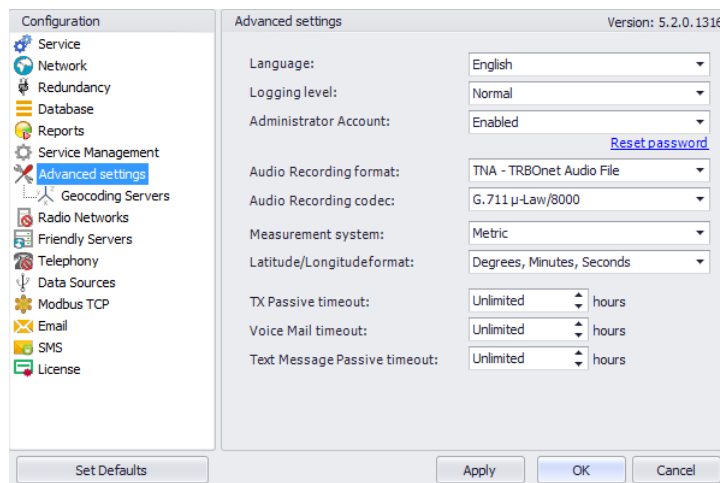 Configuration
Service
Network
Redundancy
Database
Reports
Service Management
Advanced settings
Geocoding Servers
Radio Networks
Friendly Servers
Telephony
Data Sources
Modbus TCP
Email
SMS
License
Set Defaults
Advanced settings Version: 5.2.0.1316
Language: English
Logging level: Normal
Administrator Account: Enabled
Reset password
Audio Recording format: TNA - TRBOnet Audio File
Audio Recording codec: G.711 µ-Law/8000
Measurement system: Metric
Latitude/Longitudeformat: Degrees, Minutes, Seconds
TX Passive timeout: Unlimited hours
Voice Mail timeout: Unlimited hours
Text Message Passive timeout: Unlimited hours
Apply OK Cancel